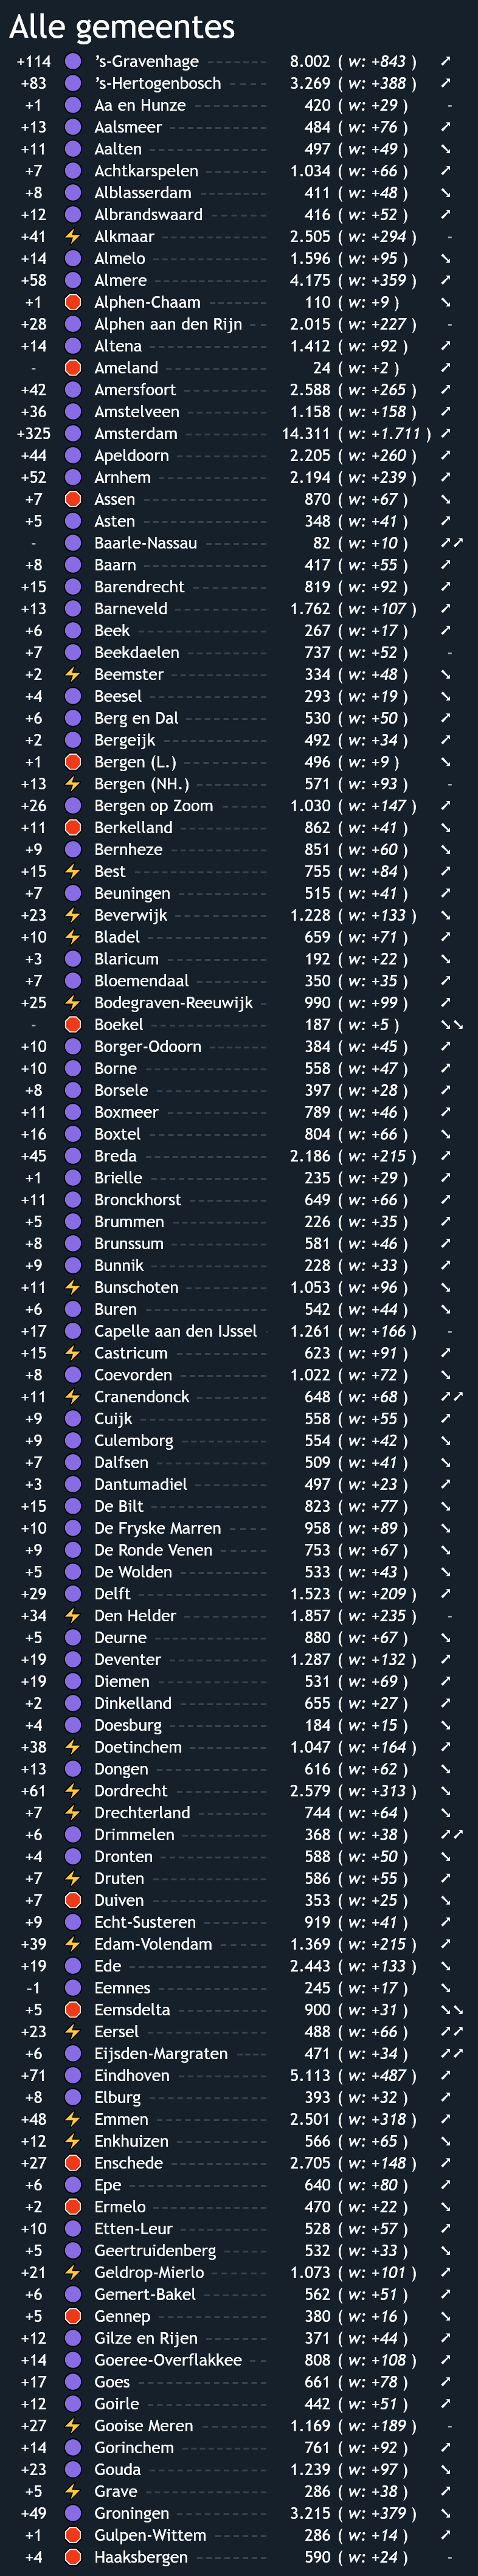 Alle gemeentes
+114 's-Gravenhage 8.002 ( w: +843 ) ➚
+83 's-Hertogenbosch 3.269 ( w: +388 ) ➚
+1 Aa en Hunze 420 ( w: +29 ) -
+13 Aalsmeer 484 ( w: +76 ) ➚
+11 Aalten 497 ( w: +49 ) ➘
+7 Achtkarspelen 1.034 ( w: +66 ) ➚
+8 Alblasserdam 411 ( w: +48 ) ➘
+12 Albrandswaard 416 ( w: +52 ) ➚
+41 Alkmaar 2.505 ( w: +294 ) -
+14 Almelo 1.596 ( w: +95 ) ➘
+58 Almere 4.175 ( w: +359 ) ➚
+1 Alphen-Chaam 110 ( w: +9 ) ➘
+28 Alphen aan den Rijn 2.015 ( w: +227 ) -
+14 Altena 1.412 ( w: +92 ) ➚
- Ameland 24 ( w: +2 ) ➚
+42 Amersfoort 2.588 ( w: +265 ) ➚
+36 Amstelveen 1.158 ( w: +158 ) ➚
+325 Amsterdam 14.311 ( w: +1.711 ) ➚
+44 Apeldoorn 2.205 ( w: +260 ) ➚
+52 Arnhem 2.194 ( w: +239 ) ➚
+7 Assen 870 ( w: +67 ) ➘
+5 Asten 348 ( w: +41 ) ➚
- Baarle-Nassau 82 ( w: +10 ) ➚➚
+8 Baarn 417 ( w: +55 ) ➚
+15 Barendrecht 819 ( w: +92 ) ➚
+13 Barneveld 1.762 ( w: +107 ) ➚
+6 Beek 267 ( w: +17 ) ➚
+7 Beekdaelen 737 ( w: +52 ) -
+2 Beemster 334 ( w: +48 ) ➘
+4 Beesel 293 ( w: +19 ) ➘
+6 Berg en Dal 530 ( w: +50 ) ➚
+2 Bergeijk 492 ( w: +34 ) ➚
+1 Bergen (L.) 496 ( w: +9 ) ➘
+13 Bergen (NH.) 571 ( w: +93 ) -
+26 Bergen op Zoom 1.030 ( w: +147 ) ➚
+11 Berkelland 862 ( w: +41 ) ➘
+9 Bernheze 851 ( w: +60 ) ➘
+15 Best 755 ( w: +84 ) ➚
+7 Beuningen 515 ( w: +41 ) ➚
+23 Beverwijk 1.228 ( w: +133 ) ➘
+10 Bladel 659 ( w: +71 ) ➚
+3 Blaricum 192 ( w: +22 ) ➘
+7 Bloemendaal 350 ( w: +35 ) ➚
+25 Bodegraven-Reeuwijk 990 ( w: +99 ) ➚
- Boekel 187 ( w: +5 ) ➘➘
+10 Borger-Odoorn 384 ( w: +45 ) ➚
+10 Borne 558 ( w: +47 ) ➚
+8 Borsele 397 ( w: +28 ) ➚
+11 Boxmeer 789 ( w: +46 ) ➚
+16 Boxtel 804 ( w: +66 ) ➘
+45 Breda 2.186 ( w: +215 ) ➚
+1 Brielle 235 ( w: +29 ) ➚
+11 Bronckhorst 649 ( w: +66 ) ➚
+5 Brummen 226 ( w: +35 ) ➚
+8 Brunssum 581 ( w: +46 ) ➚
+9 Bunnik 228 ( w: +33 ) ➚
+11 Bunschoten 1.053 ( w: +96 ) ➘
+6 Buren 542 ( w: +44 ) ➘
+17 Capelle aan den IJssel 1.261 ( w: +166 ) -
+15 Castricum 623 ( w: +91 ) ➚
+8 Coevorden 1.022 ( w: +72 ) ➘
+11 Cranendonck 648 ( w: +68 ) ➚➚
+9 Cuijk 558 ( w: +55 ) ➚
+9 Culemborg 554 ( w: +42 ) ➘
+7 Dalfsen 509 ( w: +41 ) ➘
+3 Dantumadiel 497 ( w: +23 ) ➚
+15 De Bilt 823 ( w: +77 ) ➘
+10 De Fryske Marren 958 ( w: +89 ) ➘
+9 De Ronde Venen 753 ( w: +67 ) ➘
+5 De Wolden 533 ( w: +43 ) ➘
+29 Delft 1.523 ( w: +209 ) ➚
+34 Den Helder 1.857 ( w: +235 ) -
+5 Deurne 880 ( w: +67 ) ➘
+19 Deventer 1.287 ( w: +132 ) ➚
+19 Diemen 531 ( w: +69 ) ➚
+2 Dinkelland 655 ( w: +27 ) ➚
+4 Doesburg 184 ( w: +15 ) ➘
+38 Doetinchem 1.047 ( w: +164 ) ➚
+13 Dongen 616 ( w: +62 ) ➘
+61 Dordrecht 2.579 ( w: +313 ) ➘
+7 Drechterland 744 ( w: +64 ) ➘
+6 Drimmelen 368 ( w: +38 ) ➚➚
+4 Dronten 588 ( w: +50 ) ➘
+7 Druten 586 ( w: +55 ) ➚
+7 Duiven 353 ( w: +25 ) ➘
+9 Echt-Susteren 919 ( w: +41 ) ➚
+39 Edam-Volendam 1.369 ( w: +215 ) ➚
+19 Ede 2.443 ( w: +133 ) ➘
-1 Eemnes 245 ( w: +17 ) ➘
+5 Eemsdelta 900 ( w: +31 ) ➘➘
+23 Eersel 488 ( w: +66 ) ➚➚
+6 Eijsden-Margraten 471 ( w: +34 ) ➚➚
+71 Eindhoven 5.113 ( w: +487 ) ➚
+8 Elburg 393 ( w: +32 ) ➚
+48 Emmen 2.501 ( w: +318 ) ➚
+12 Enkhuizen 566 ( w: +65 ) ➘
+27 Enschede 2.705 ( w: +148 ) ➚
+6 Epe 640 ( w: +80 ) ➚
+2 Ermelo 470 ( w: +22 ) ➘
+10 Etten-Leur 528 ( w: +57 ) ➚
+5 Geertruidenberg 532 ( w: +33 ) ➘
+21 Geldrop-Mierlo 1.073 ( w: +101 ) ➚
+6 Gemert-Bakel 562 ( w: +51 ) ➚
+5 Gennep 380 ( w: +16 ) ➘
+12 Gilze en Rijen 371 ( w: +44 ) ➚
+14 Goeree-Overflakkee 808 ( w: +108 ) ➚
+17 Goes 661 ( w: +78 ) ➚
+12 Goirle 442 ( w: +51 ) ➚
+27 Gooise Meren 1.169 ( w: +189 ) -
+14 Gorinchem 761 ( w: +92 ) ➚
+23 Gouda 1.239 ( w: +97 ) ➘
+5 Grave 286 ( w: +38 ) ➚
+49 Groningen 3.215 ( w: +379 ) ➘
+1 Gulpen-Wittem 286 ( w: +14 ) ➚
+4 Haaksbergen 590 ( w: +24 ) -